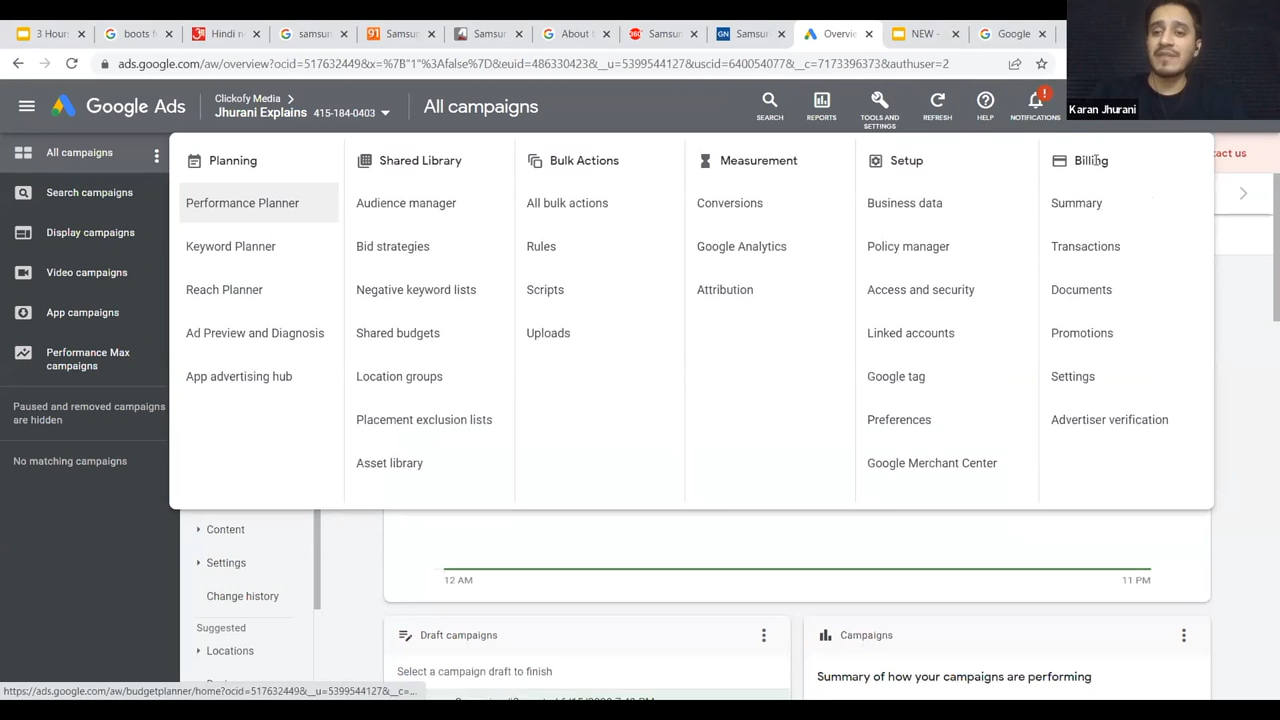 3 Hours
boots f
Hindi n
samsun
Samsu
Samsu
About t
Samsu
Samsu
Overvie
NEW -
Google
ads.google.com/aw/overview?ocid=517632449&x=%7B"1"%3Afalse%7D&euid=486330423&__u=5399544127&uscid=640054077&__c=7173396373&authuser=2
Karan Jhurani
Google Ads
Clickofy Media
Jhurani Explains 415-184-0403
All campaigns
SEARCH
REPORTS
TOOLS AND SETTINGS
REFRESH
HELP
NOTIFICATIONS
!
All campaigns
Search campaigns
Display campaigns
Video campaigns
App campaigns
Performance Max
campaigns
Paused and removed campaigns
are hidden
No matching campaigns
Planning
Performance Planner
Keyword Planner
Reach Planner
Ad Preview and Diagnosis
App advertising hub
Shared Library
Audience manager
Bid strategies
Negative keyword lists
Shared budgets
Location groups
Placement exclusion lists
Asset library
Bulk Actions
All bulk actions
Rules
Scripts
Uploads
Measurement
Conversions
Google Analytics
Attribution
Setup
Business data
Policy manager
Access and security
Linked accounts
Google tag
Preferences
Google Merchant Center
Billing
Summary
Transactions
Documents
Promotions
Settings
Advertiser verification
act us
Content
Settings
Change history
Suggested
Locations
12 AM
11 PM
Draft campaigns
Select a campaign draft to finish
Campaigns
Summary of how your campaigns are performing
https://ads.google.com/aw/budgetplanner/home?ocid=517632449&__u=5399544127&__c=...